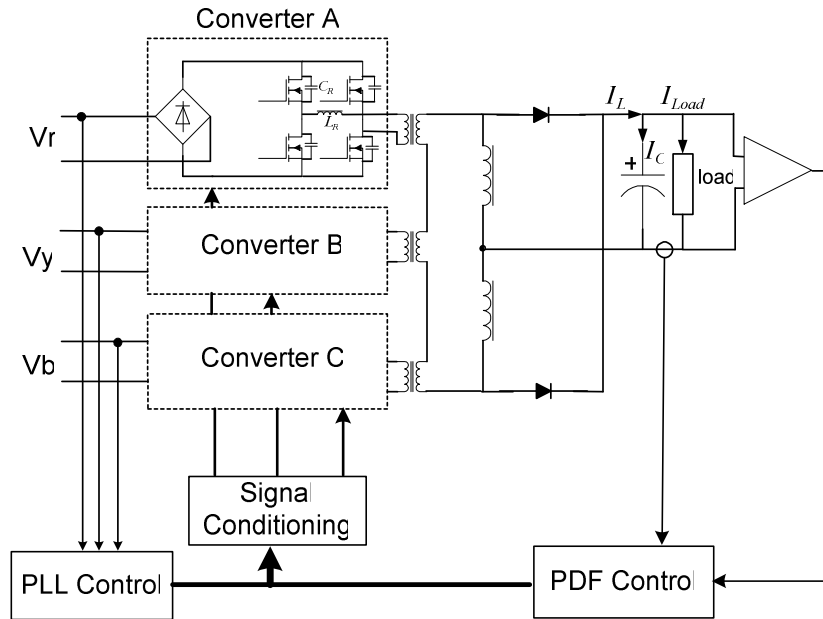 Converter A
C_R
L_R
Vr
I_L
I_Load
I_C
+
load
Converter B
Vy
Converter C
Vb
Signal
Conditioning
PLL Control
PDF Control